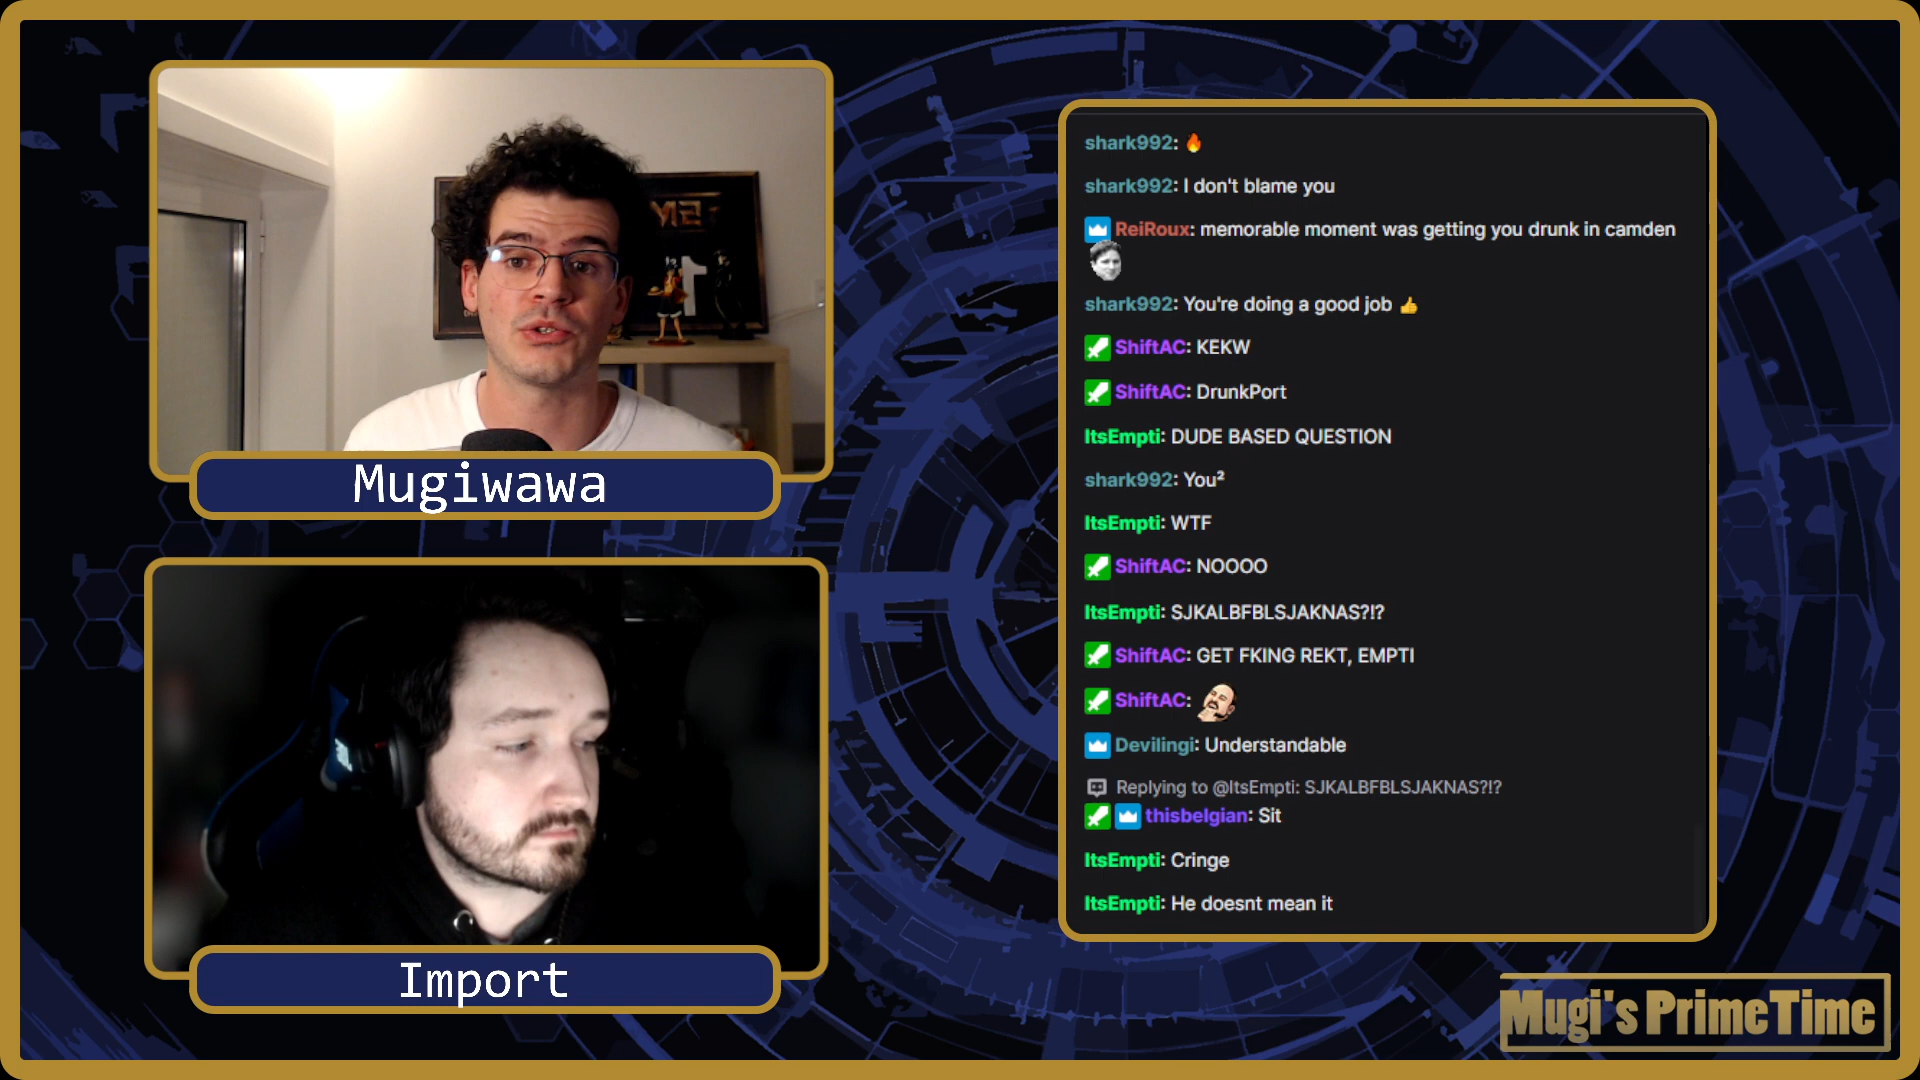 Mugiwawa
Import
shark992: 🔥
shark992: I don't blame you
ReiRoux: memorable moment was getting you drunk in camden
shark992: You're doing a good job 👍
ShiftAC: KEKW
ShiftAC: DrunkPort
ItsEmpti: DUDE BASED QUESTION
shark992: You²
ItsEmpti: WTF
ShiftAC: NOOOO
ItsEmpti: SJKALBFBLSJAKNAS?!?
ShiftAC: GET FKING REKT, EMPTI
ShiftAC:
Devilingi: Understandable
Replying to @ItsEmpti: SJKALBFBLSJAKNAS?!?
thisbelgian: Sit
ItsEmpti: Cringe
ItsEmpti: He doesnt mean it
Mugi's PrimeTime